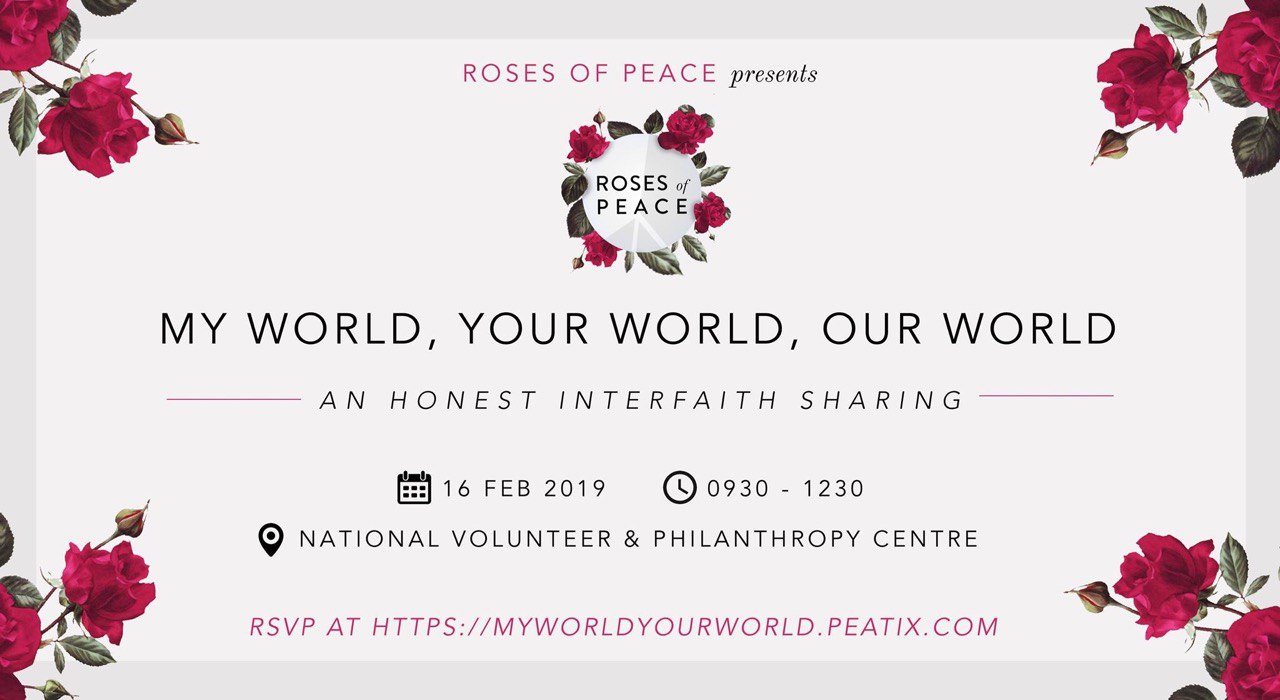 ROSES OF PEACE presents
ROSES of
PEACE
MY WORLD, YOUR WORLD, OUR WORLD
AN HONEST INTERFAITH SHARING
16 FEB 2019 0930 - 1230
NATIONAL VOLUNTEER & PHILANTHROPY CENTRE
RSVP AT HTTPS://MYWORLDYOURWORLD.PEATIX.COM